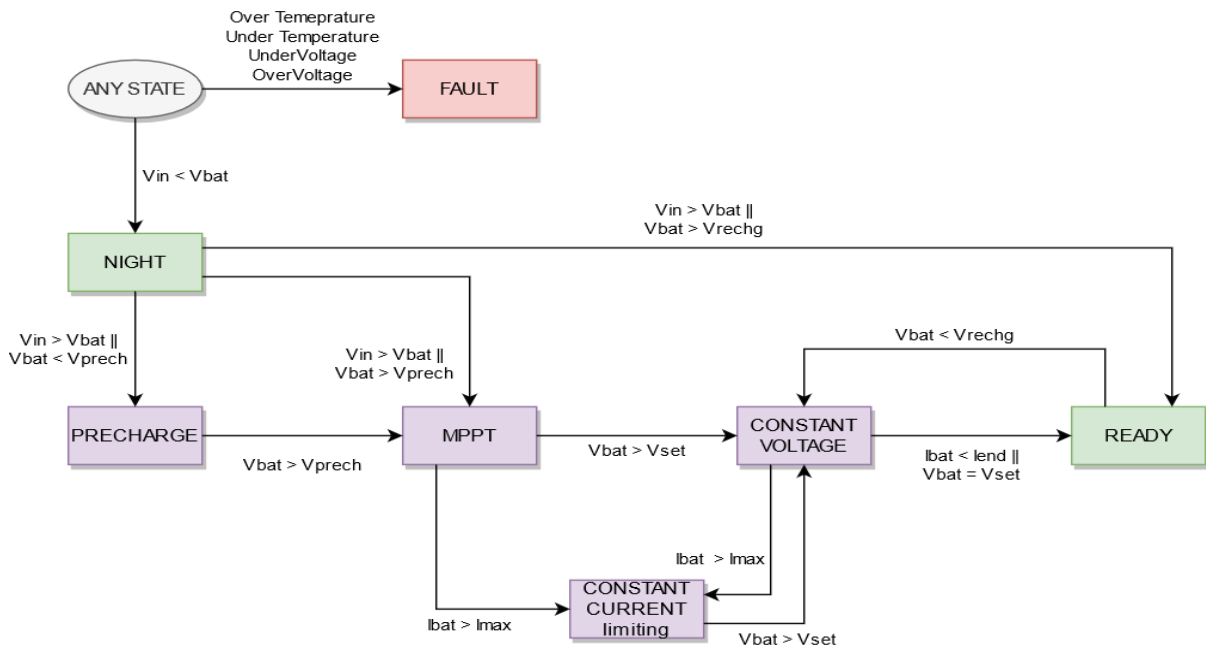 Over Temeprature
Under Temperature
UnderVoltage
OverVoltage
ANY STATE
FAULT
Vin < Vbat
Vin > Vbat ||
Vbat > Vrechg
NIGHT
Vin > Vbat ||
Vbat < Vprech
Vin > Vbat ||
Vbat > Vprech
Vbat < Vrechg
PRECHARGE
Vbat > Vprech
MPPT
Vbat > Vset
CONSTANT
VOLTAGE
Ibat < Iend ||
Vbat = Vset
READY
Ibat > Imax
Ibat > Imax
CONSTANT
CURRENT
limiting
Vbat > Vset